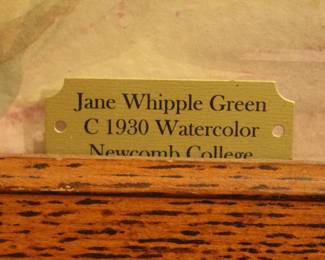 Jane Whipple Green
C 1930 Watercolor
Newcomb College